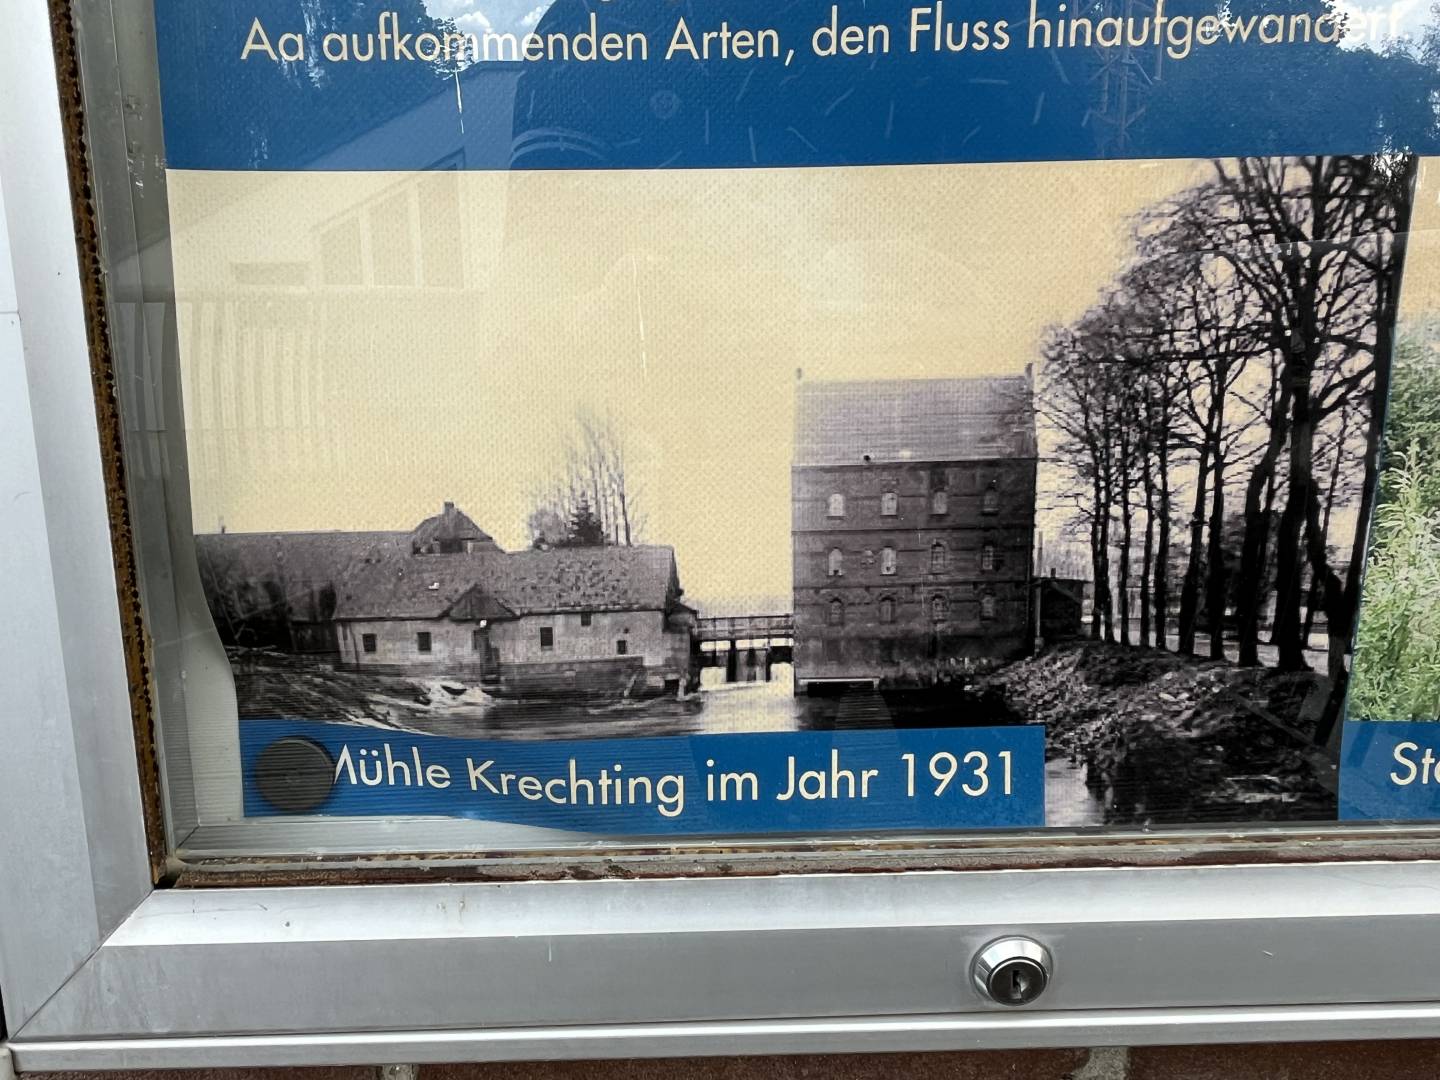 Aa aufkommenden Arten, den Fluss hinaufgewandert.
Mühle Krechting im Jahr 1931